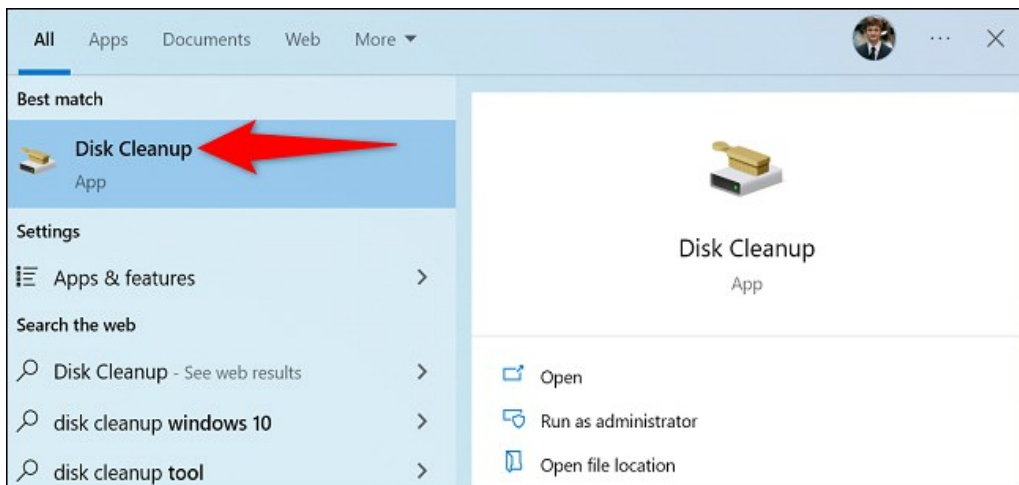 All Apps Documents Web More
Best match
Disk Cleanup
App
Settings
Apps & features
Search the web
Disk Cleanup - See web results
disk cleanup windows 10
disk cleanup tool
Disk Cleanup
App
Open
Run as administrator
Open file location